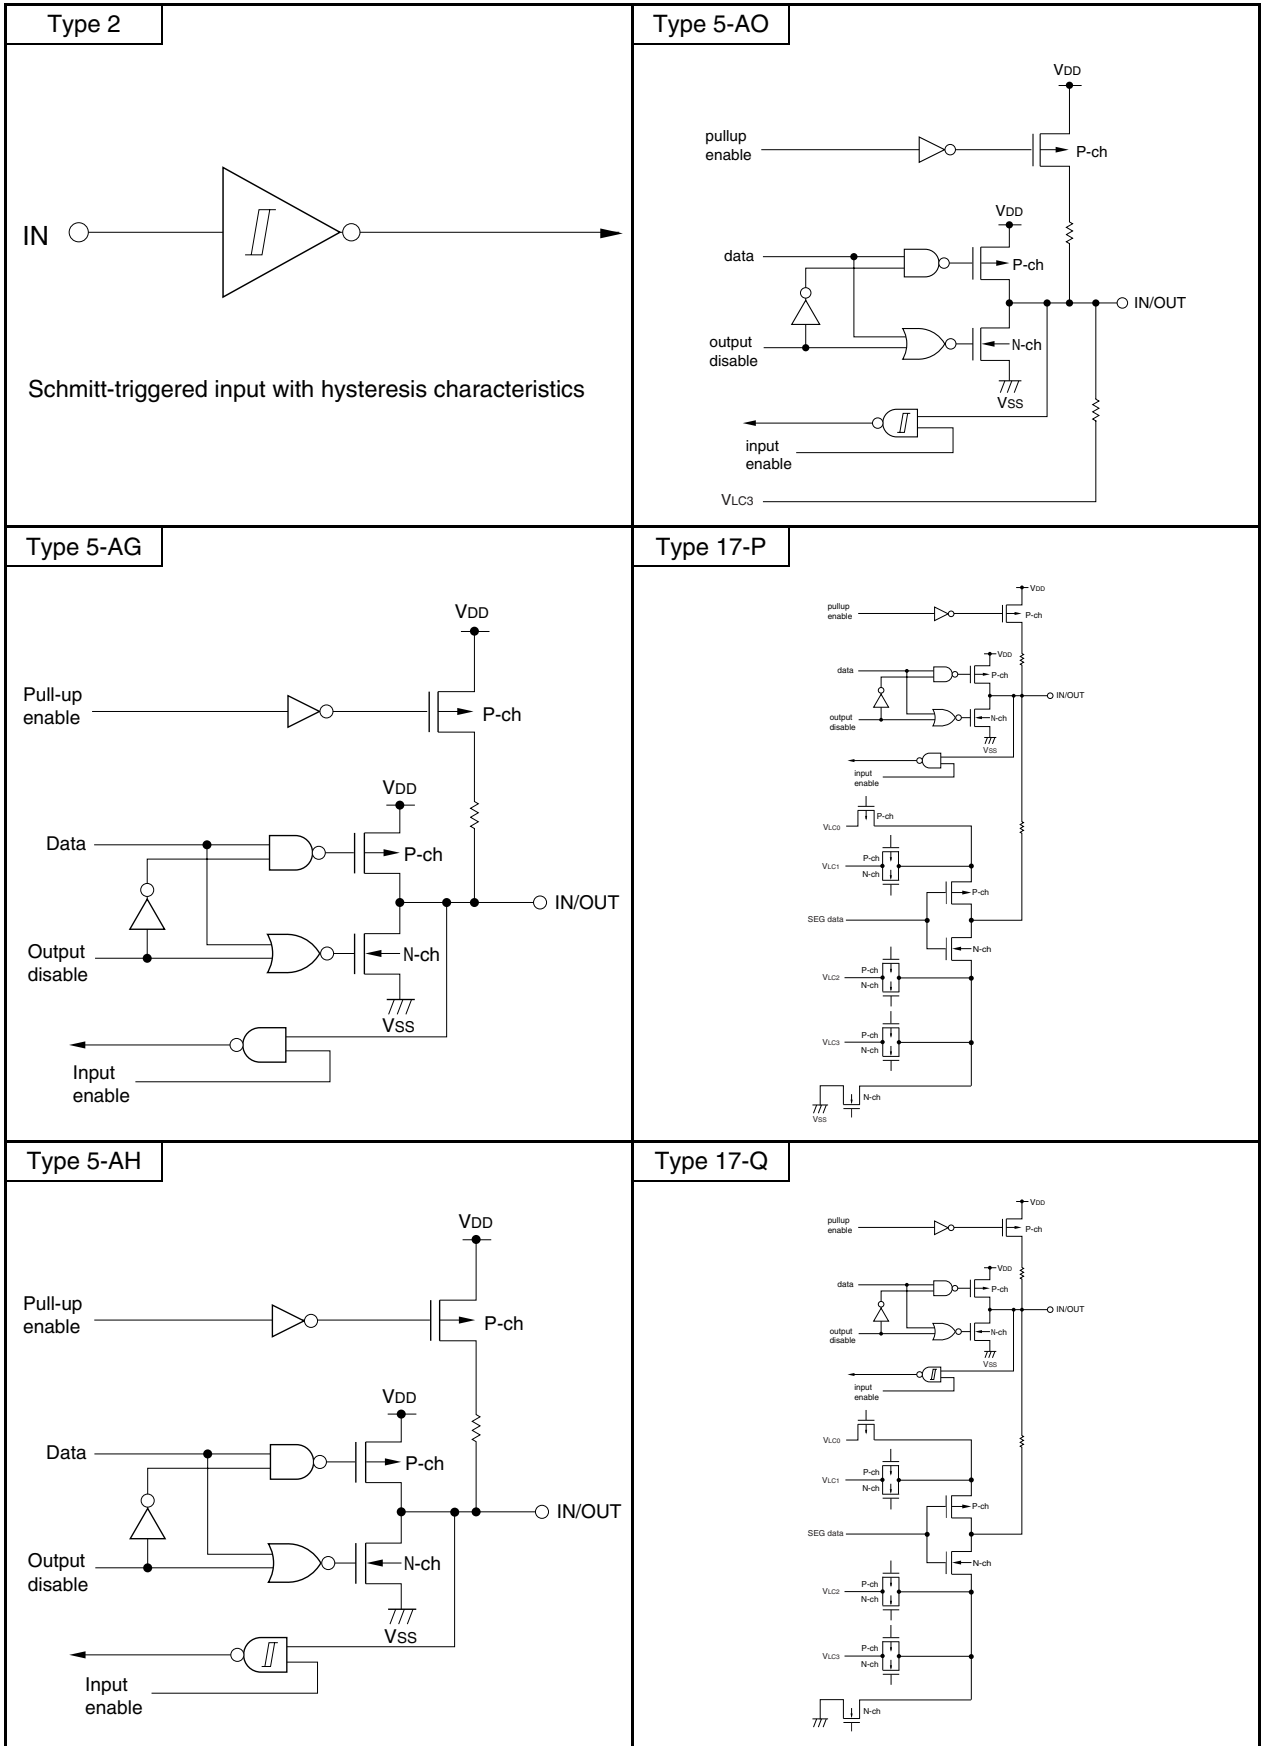 Type 2
IN
Schmitt-triggered input with hysteresis characteristics
Type 5-AO
VDD
pullup
enable
P-ch
VDD
data
P-ch
IN/OUT
output
disable
N-ch
VSS
input
enable
VLC3
Type 5-AG
VDD
Pull-up
enable
P-ch
VDD
Data
P-ch
IN/OUT
Output
disable
N-ch
VSS
Input
enable
Type 17-P
VDD
pullup
enable
P-ch
VDD
data
P-ch
IN/OUT
output
disable
N-ch
VSS
input
enable
P-ch
VLC0
P-ch
VLC1
N-ch
P-ch
SEG data
N-ch
P-ch
VLC2
N-ch
P-ch
VLC3
N-ch
N-ch
VSS
Type 5-AH
VDD
Pull-up
enable
P-ch
VDD
Data
P-ch
IN/OUT
Output
disable
N-ch
VSS
Input
enable
Type 17-Q
VDD
pullup
enable
P-ch
VDD
data
P-ch
IN/OUT
output
disable
N-ch
VSS
input
enable
VLC0
P-ch
VLC1
N-ch
P-ch
SEG data
N-ch
P-ch
VLC2
N-ch
P-ch
VLC3
N-ch
N-ch